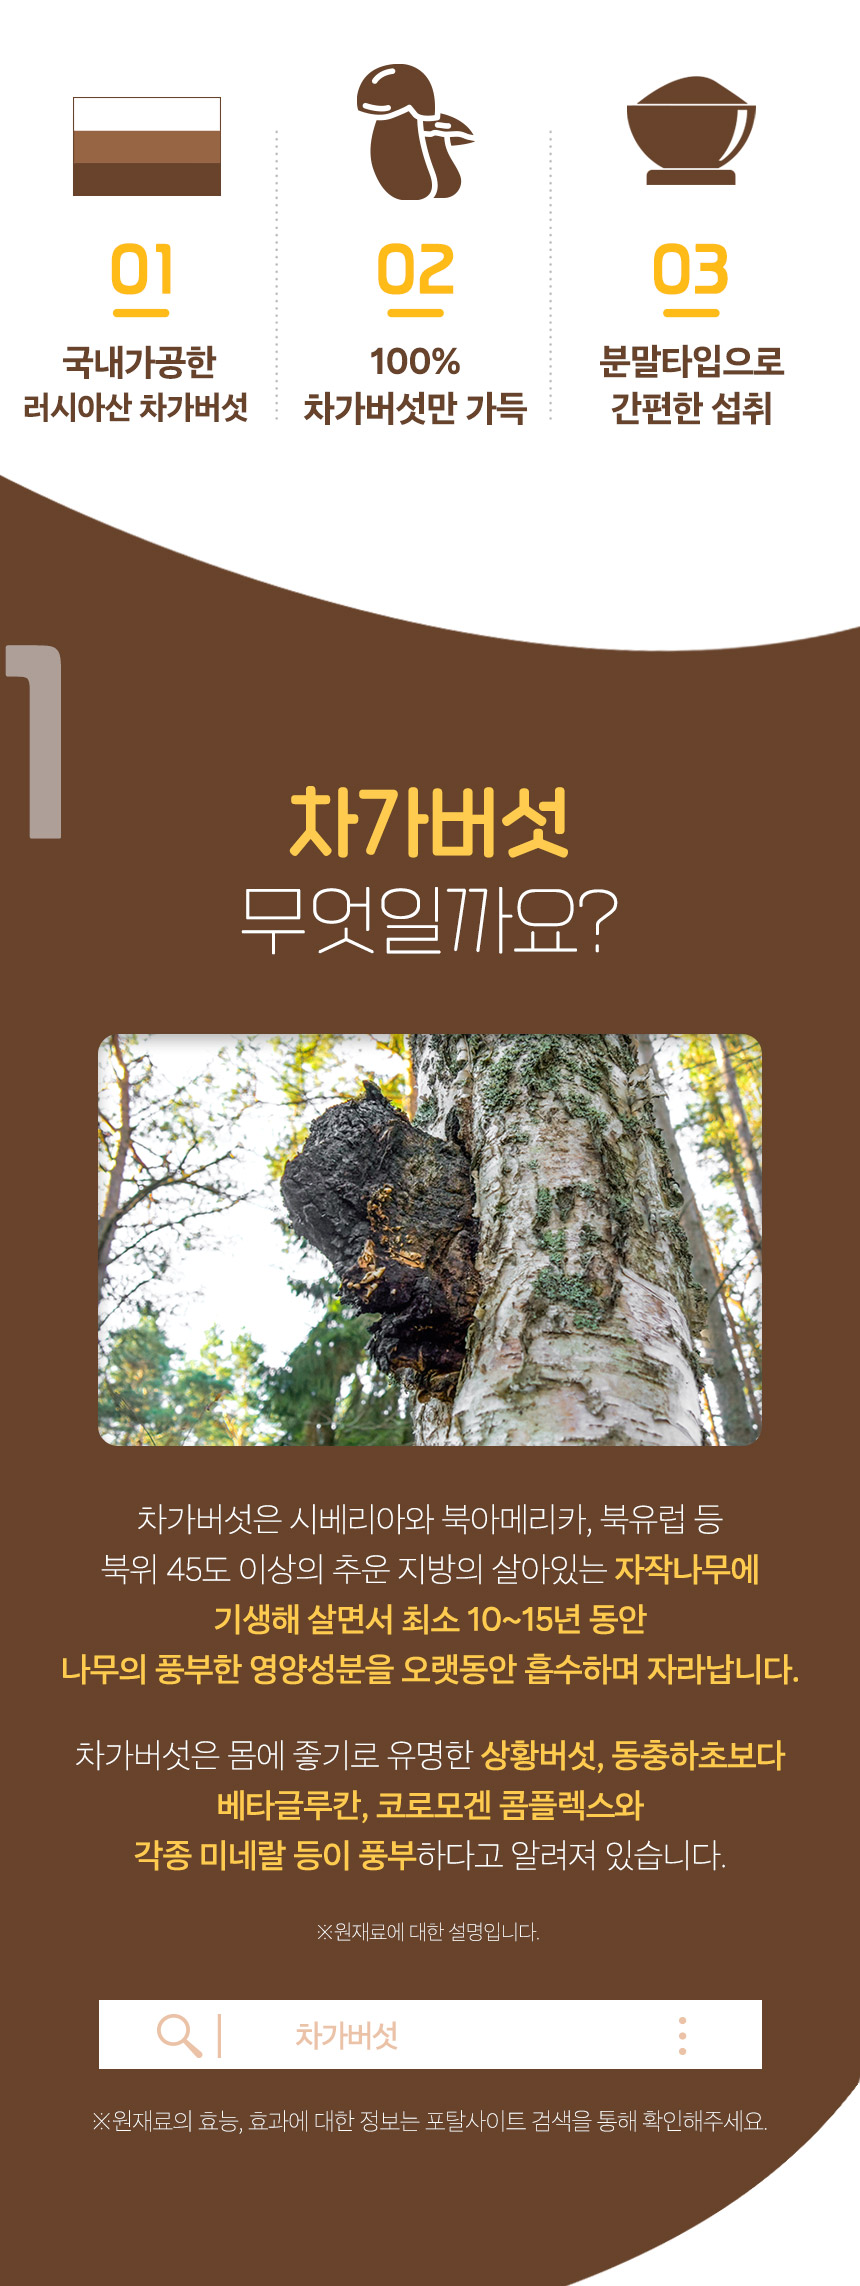 01
국내가공한
러시아산 차가버섯
02
100%
차가버섯만 가득
03
분말타입으로
간편한 섭취
1
차가버섯
무엇일까요?
차가버섯은 시베리아와 북아메리카, 북유럽 등
북위 45도 이상의 추운 지방의 살아있는 자작나무에
기생해 살면서 최소 10~15년 동안
나무의 풍부한 영양성분을 오랫동안 흡수하며 자라납니다.
차가버섯은 몸에 좋기로 유명한 상황버섯, 동충하초보다
베타글루칸, 코로모겐 콤플렉스와
각종 미네랄 등이 풍부하다고 알려져 있습니다.
※원재료에 대한 설명입니다.
차가버섯
※원재료의 효능, 효과에 대한 정보는 포탈사이트 검색을 통해 확인해주세요.